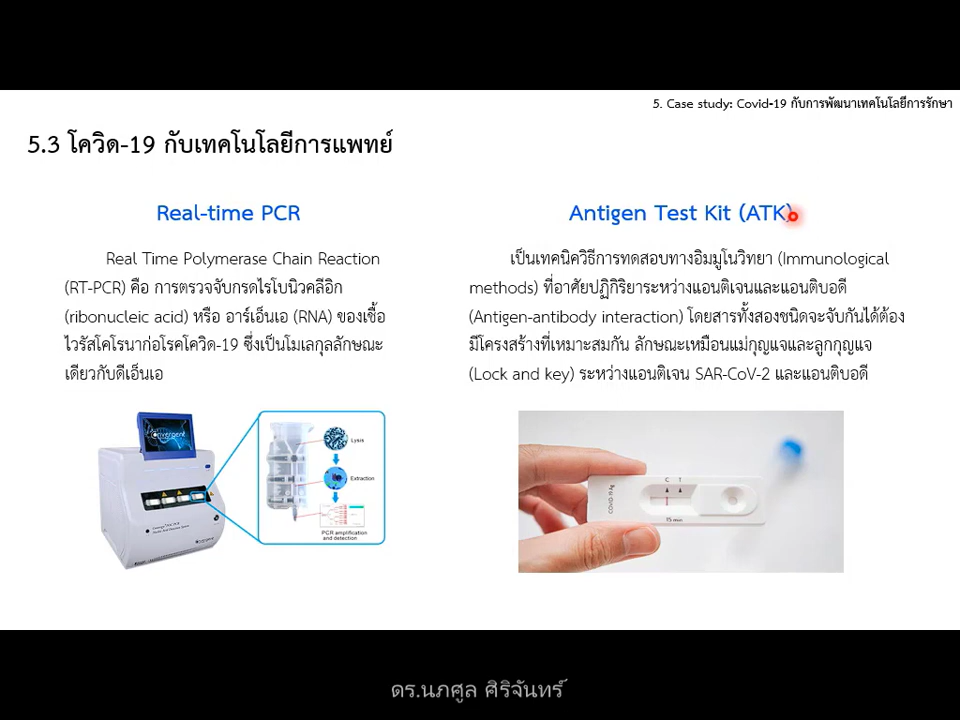 5. Case study: Covid-19 กับการพัฒนาเทคโนโลยีการรักษา
5.3 โควิด-19 กับเทคโนโลยีการแพทย์
Real-time PCR
Real Time Polymerase Chain Reaction
(RT-PCR) คือ การตรวจจับกรดไรโบนิวคลีอิก
(ribonucleic acid) หรือ อาร์เอ็นเอ (RNA) ของเชื้อ
ไวรัสโคโรนาก่อโรคโควิด-19 ซึ่งเป็นโมเลกุลลักษณะ
เดียวกับดีเอ็นเอ
Convergent
Lysis
Extraction
PCR amplification
and detection
Antigen Test Kit (ATK)
เป็นเทคนิควิธีการทดสอบทางอิมมูโนวิทยา (Immunological
methods) ที่อาศัยปฏิกิริยาระหว่างแอนติเจนและแอนติบอดี
(Antigen-antibody interaction) โดยสารทั้งสองชนิดจะจับกันได้ต้อง
มีโครงสร้างที่เหมาะสมกัน ลักษณะเหมือนแม่กุญแจและลูกกุญแจ
(Lock and key) ระหว่างแอนติเจน SAR-CoV-2 และแอนติบอดี
COVID-19 Ag
C T
15 min
ดร.นภศูล ศิริจันทร์